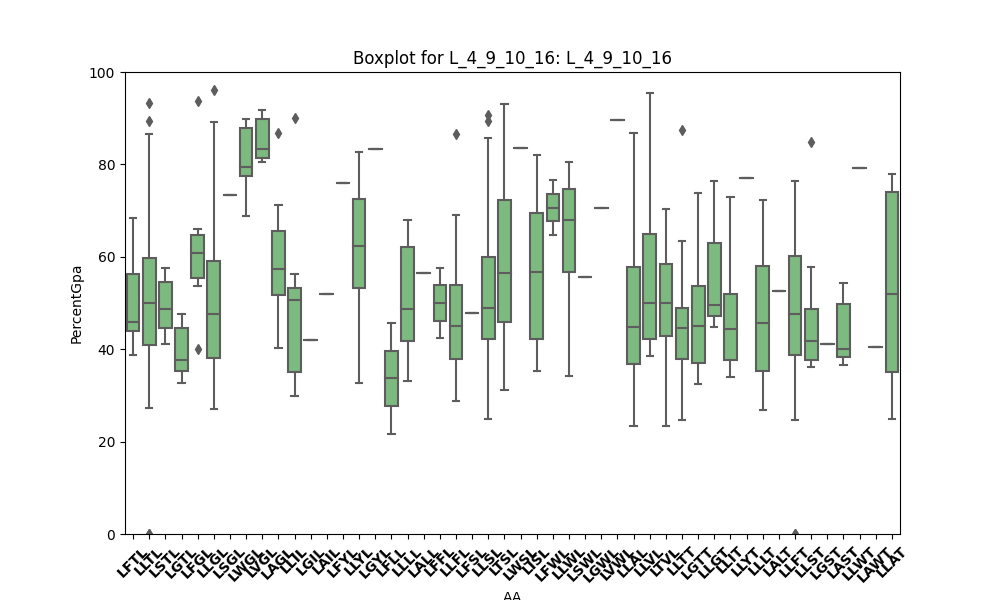 Boxplot for L_4_9_10_16: L_4_9_10_16
PercentGpa
100
80
60
40
20
0
LFTL
LLTL
LSTL
LGTL
LFGL
LLGL
LSGL
LWGL
LVGL
LAGL
LLIL
LGIL
LAIL
LFYL
LLYL
LGYL
LFLL
LLLL
LALL
LFFL
LLFL
LFSL
LLSL
LTSL
LWSL
LISL
LFWL
LLWL
LSWL
LGWL
LVWL
LLAL
LLVL
LTVL
LLTT
LGTT
LLGT
LLIT
LLYT
LLLT
LALT
LLFT
LLST
LGST
LAST
LLWT
LAWT
LLAT
AA